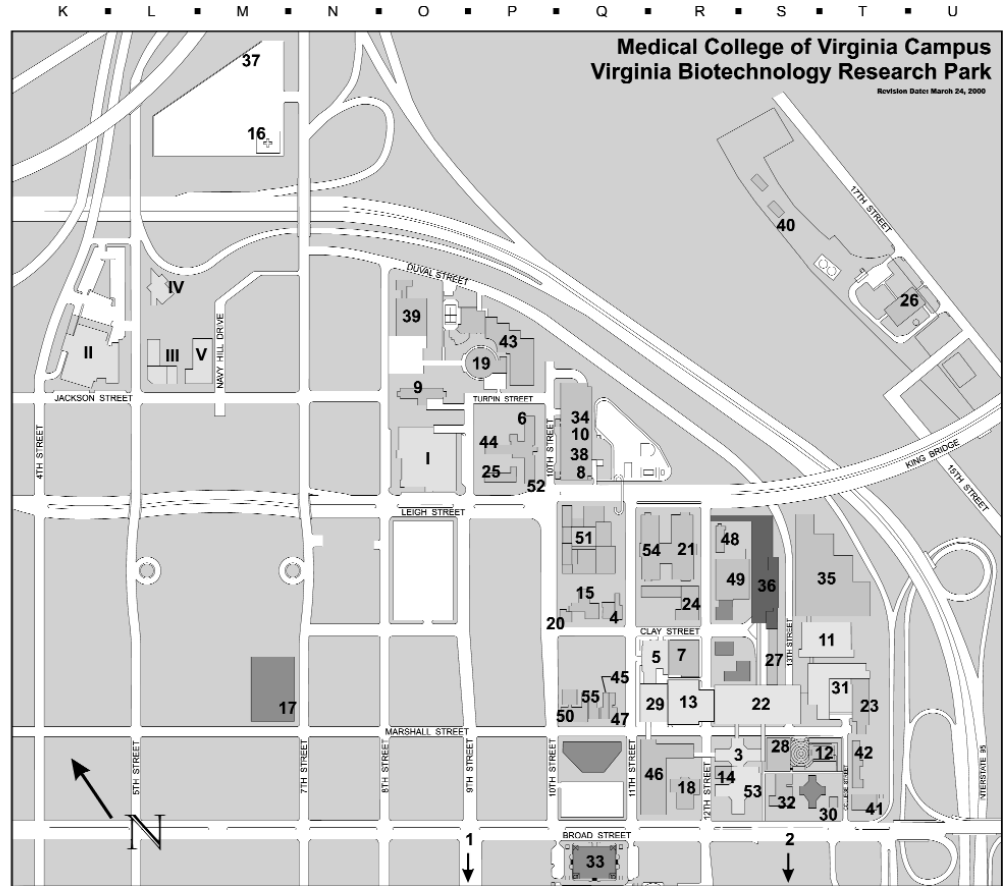 K L M N O P Q R S T U
Medical College of Virginia Campus
Virginia Biotechnology Research Park
Revision Date: March 24, 2000
37
16
17TH STREET
40
IV
DUVAL STREET
26
39
NAVY HILL DRIVE
43
II
III
V
19
9
JACKSON STREET
TURPIN STREET
4TH STREET
6
34
10TH STREET
10
44
38
KING BRIDGE
I
25
8
15TH STREET
52
LEIGH STREET
51
54
21
48
49
36
35
15
24
20
4
CLAY STREET
13TH STREET
11
5
7
27
45
31
55
29
13
22
23
17
50
47
MARSHALL STREET
3
28
12
42
5TH STREET
7TH STREET
8TH STREET
9TH STREET
10TH STREET
11TH STREET
46
12TH STREET
14
18
53
32
30
COLLEGE STREET
41
INTERSTATE 95
N
BROAD STREET
1
2
33